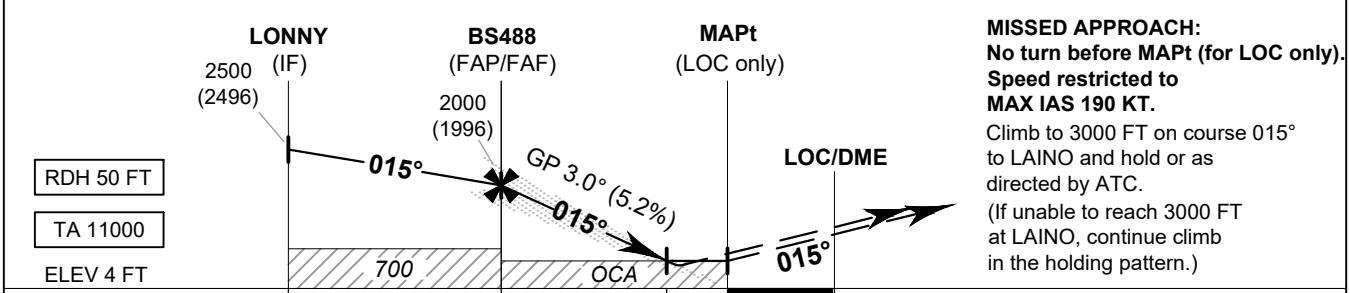 LONNY
(IF)
2500
(2496)
BS488
(FAP/FAF)
2000
(1996)
MAPt
(LOC only)
LOC/DME
015°
GP 3.0° (5.2%)
015°
015°
700
OCA
RDH 50 FT
TA 11000
ELEV 4 FT
MISSED APPROACH:
No turn before MAPt (for LOC only).
Speed restricted to
MAX IAS 190 KT.
Climb to 3000 FT on course 015°
to LAINO and hold or as
directed by ATC.
(If unable to reach 3000 FT
at LAINO, continue climb
in the holding pattern.)